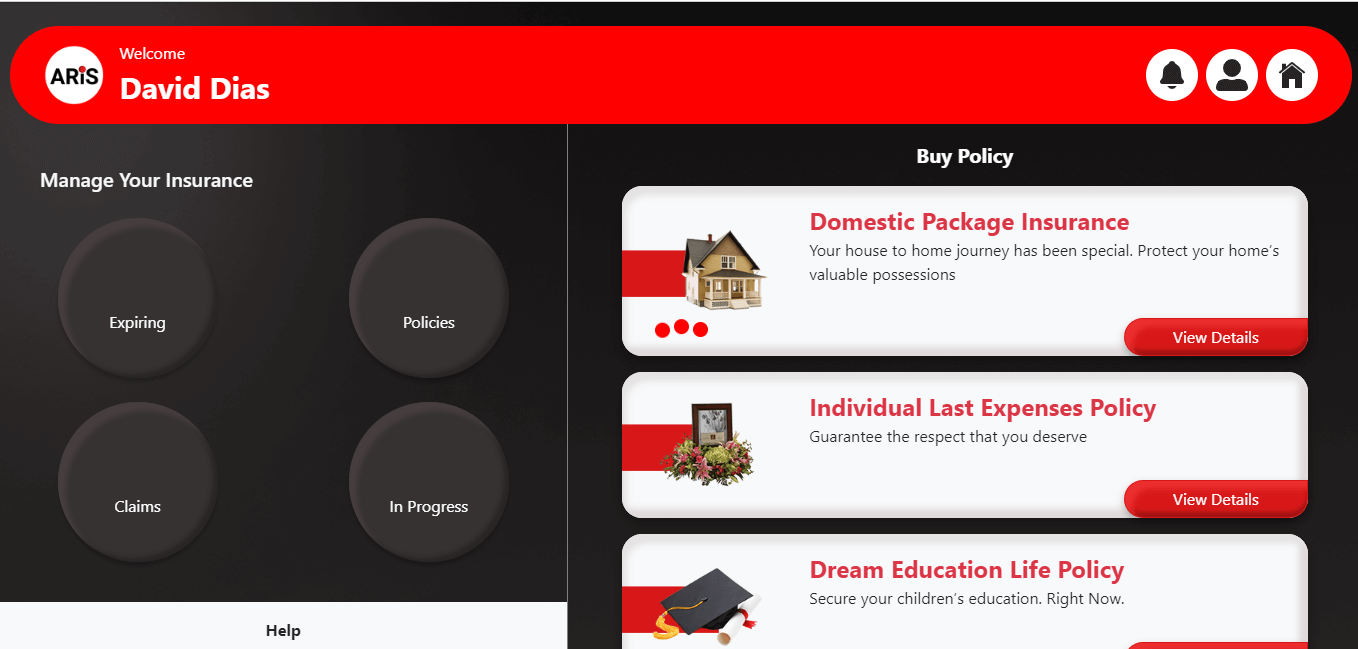 ARiS
Welcome
David Dias
Manage Your Insurance
Expiring
Policies
Claims
In Progress
Help
Buy Policy
Domestic Package Insurance
Your house to home journey has been special. Protect your home’s
valuable possessions
View Details
Individual Last Expenses Policy
Guarantee the respect that you deserve
View Details
Dream Education Life Policy
Secure your children’s education. Right Now.